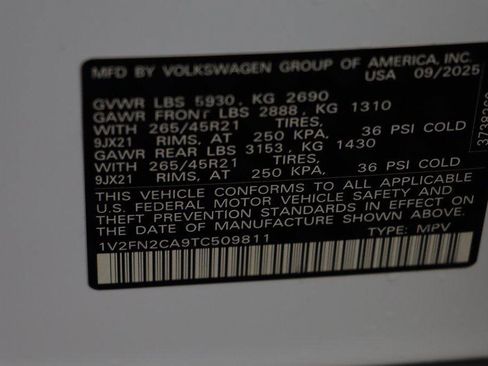 MFD BY VOLKSWAGEN GROUP OF AMERICA, INC.
USA 09/2025
GVWR LBS 5930, KG 2690
GAWR FRONT LBS 2888, KG 1310
WITH 265/45R21 TIRES,
9JX21 RIMS, AT 250 KPA, 36 PSI COLD
GAWR REAR LBS 3153, KG 1430
WITH 265/45R21 TIRES,
9JX21 RIMS, AT 250 KPA, 36 PSI COLD
THIS VEHICLE CONFORMS TO ALL APPLICABLE
U.S. FEDERAL MOTOR VEHICLE SAFETY AND
THEFT PREVENTION STANDARDS IN EFFECT ON
THE DATE OF MANUFACTURE SHOWN ABOVE.
1V2FN2CA9TC509811 TYPE: MPV